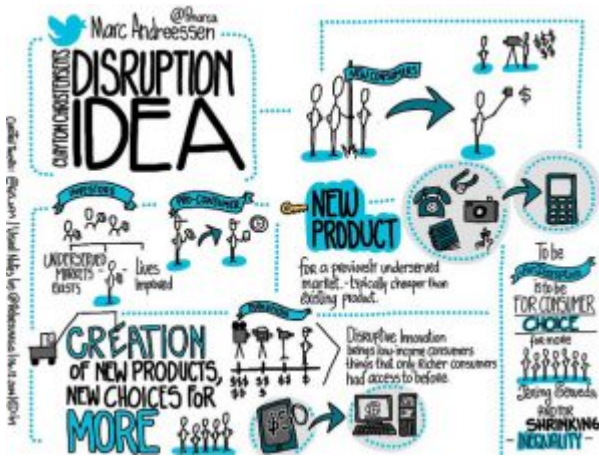 @Pmarca
Marc Andreessen
CLAYTON CHRISTENSEN'S
DISRUPTION
IDEA
NEW CONSUMERS
$
INVESTORS
PRO-CONSUMER
UNDERSERVED
MARKETS
EXISTS
Lives
Improved
NEW
PRODUCT
for a previously underserved
market. - typically cheaper than
existing product.
CREATION
OF NEW PRODUCTS,
NEW CHOICES FOR
MORE
Disruptive Innovation
brings low-income consumers
things that only Richer consumers
had access to before.
To be
is to be
FOR CONSUMER
CHOICE
for more
being
and for
SHRINKING
- INEQUALITY -